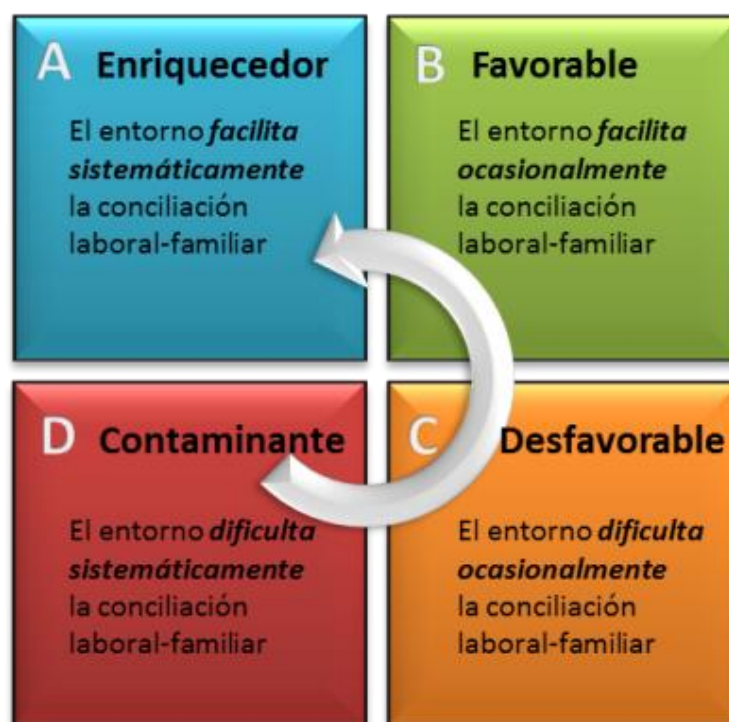 A Enriquecedor
El entorno facilita
sistemáticamente
la conciliación
laboral-familiar
B Favorable
El entorno facilita
ocasionalmente
la conciliación
laboral-familiar
D Contaminante
El entorno dificulta
sistemáticamente
la conciliación
laboral-familiar
C Desfavorable
El entorno dificulta
ocasionalmente
la conciliación
laboral-familiar